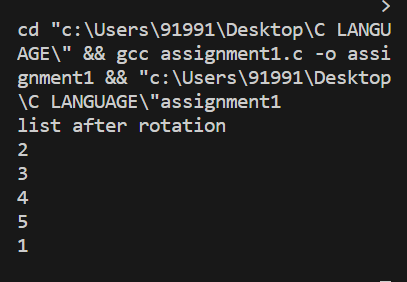 >
cd "c:\Users\91991\Desktop\C LANGU
AGE\" && gcc assignment1.c -o assi
gnment1 && "c:\Users\91991\Desktop
\C LANGUAGE\"assignment1
list after rotation
2
3
4
5
1